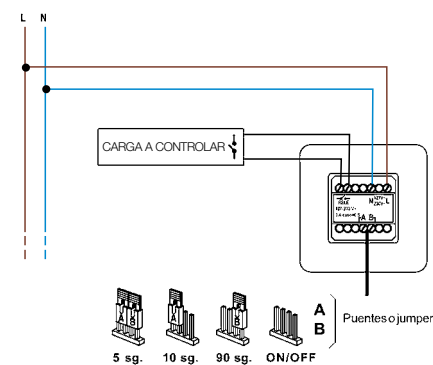 L N
CARGA A CONTROLAR
N L
A B
A
B
Puentes o jumper
A B
A
B
5 sg. 10 sg. 90 sg. ON/OFF